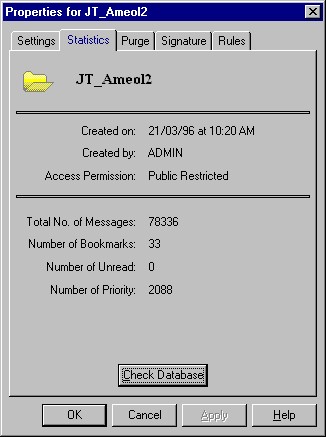 Properties for JT_Ameol2
Settings Statistics Purge Signature Rules
JT_Ameol2
Created on: 21/03/96 at 10:20 AM
Created by: ADMIN
Access Permission: Public Restricted
Total No. of Messages: 78336
Number of Bookmarks: 33
Number of Unread: 0
Number of Priority: 2088
Check Database
OK Cancel Apply Help